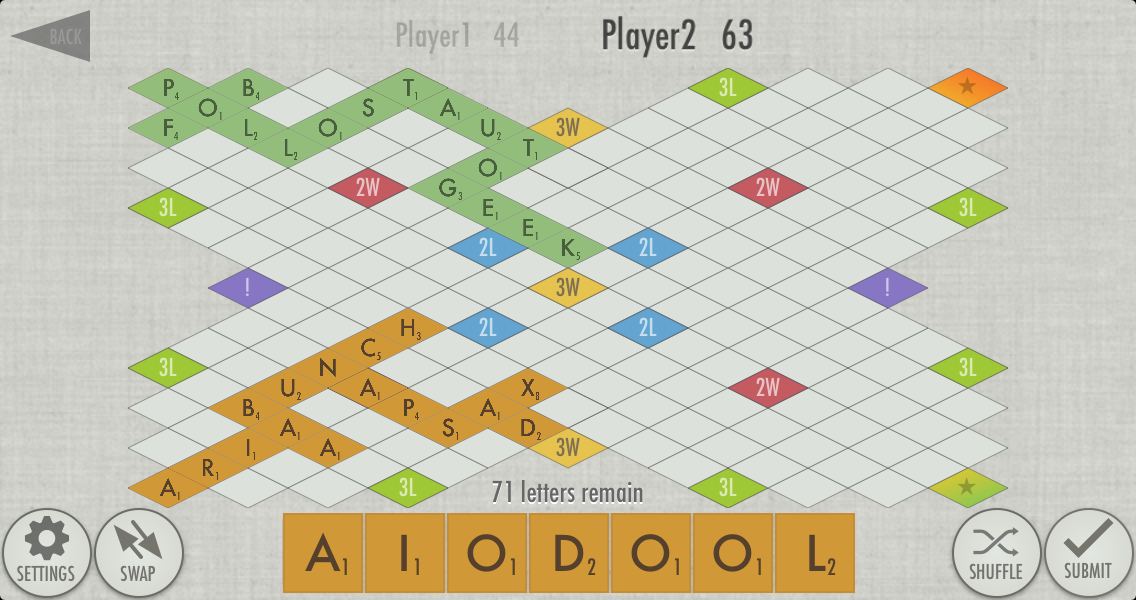 BACK Player1 44 Player2 63
P4 B4 T1 3L
O1 S A1
F4 L2 O1 U2 3W
L2 T1
O1
2W G3 2W
3L E1 3L
E1
2L K5 2L
! 3W !
H3 2L 2L
C5
3L N 3L
U2 A1 X8 2W
B4 P4 A1
A1 S1 D2
I1 A1 3W
R1
A1 3L 71 letters remain 3L
A1 I1 O1 D2 O1 O1 L2
SETTINGS SWAP SHUFFLE SUBMIT